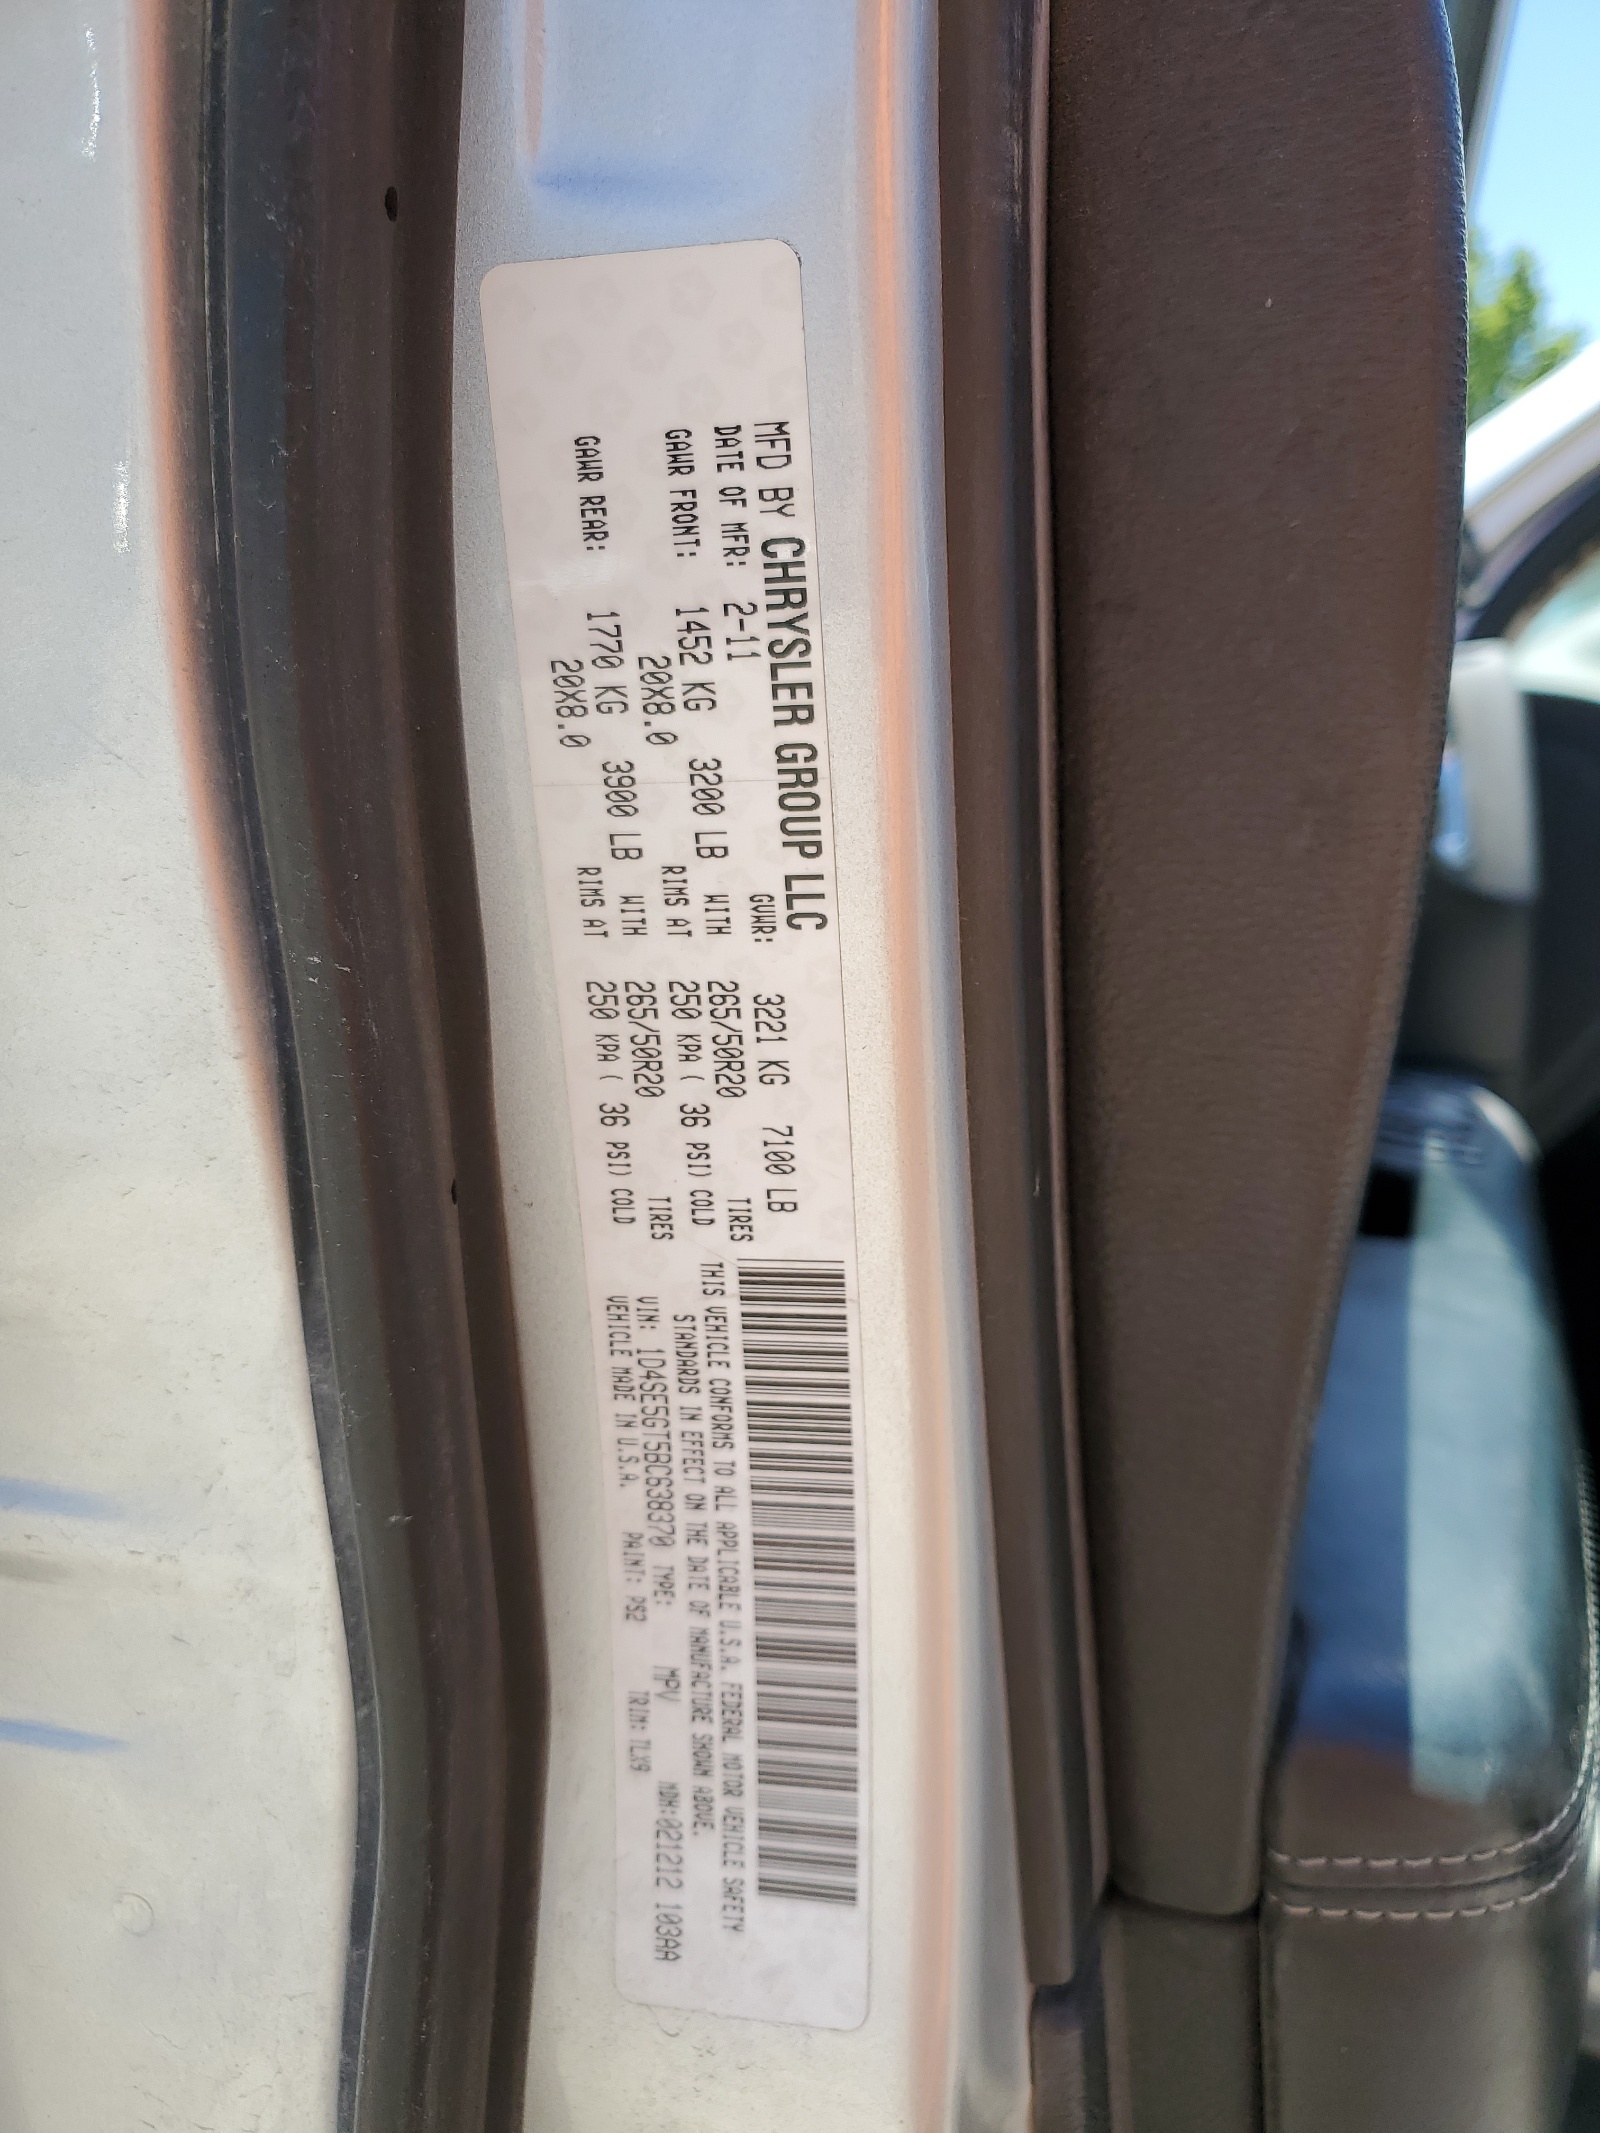 MFD BY CHRYSLER GROUP LLC
DATE OF MFR: 2-11 GVWR: 3221 KG 7100 LB
GAWR FRONT: 1452 KG 3200 LB WITH 265/50R20 TIRES
20X8.0 RIMS AT 250 KPA ( 36 PSI) COLD
GAWR REAR: 1770 KG 3900 LB WITH 265/50R20 TIRES
20X8.0 RIMS AT 250 KPA ( 36 PSI) COLD
THIS VEHICLE CONFORMS TO ALL APPLICABLE U.S.A. FEDERAL MOTOR VEHICLE SAFETY
STANDARDS IN EFFECT ON THE DATE OF MANUFACTURE SHOWN ABOVE.
VIN: 1D4SE5GT5BC638370 TYPE: MPV MDH:021212 103AA
VEHICLE MADE IN U.S.A. PAINT: PS2 TRIM: TLX9